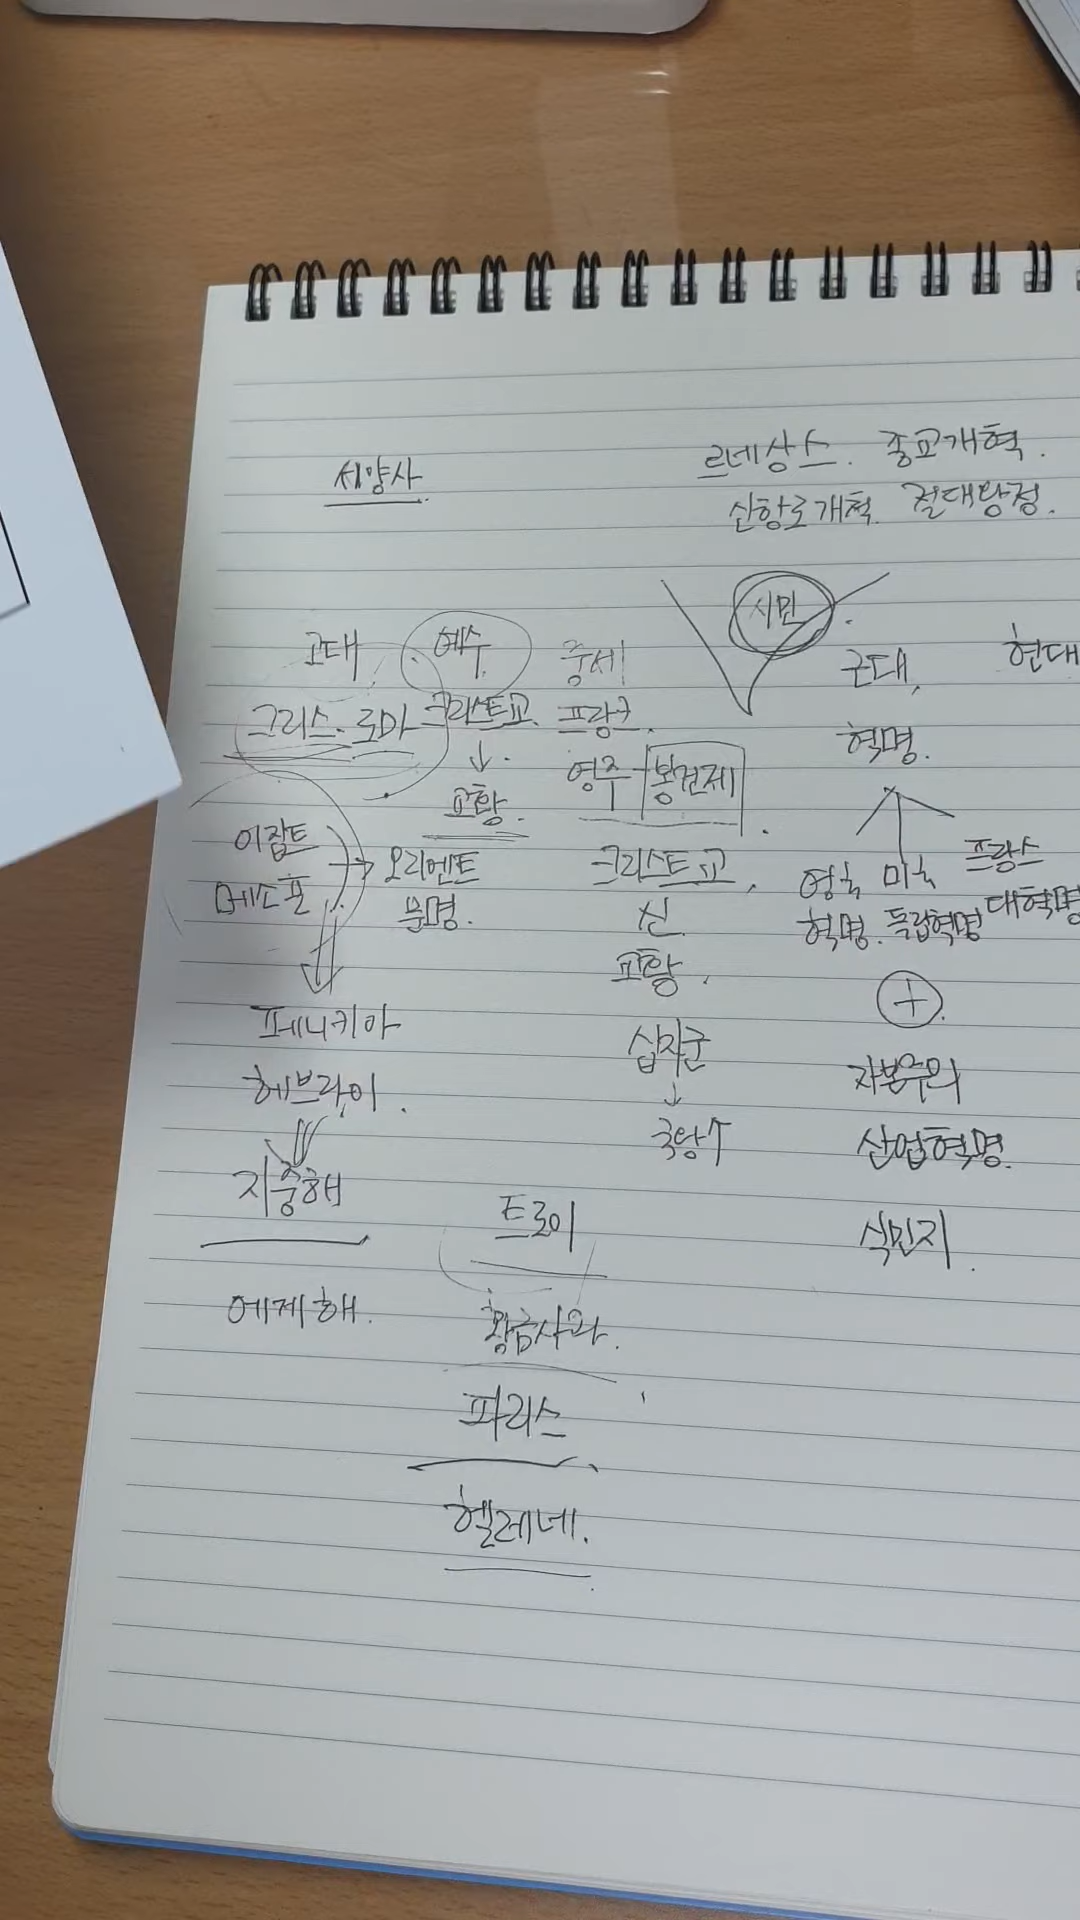 서양사
르네상스. 종교개혁.
신항로개척. 절대왕정.
시민
고대 예수 중세 근대, 현대
그리스. 로마 크리스트교. 프랑크.
↓
혁명.
영주 - 봉건제
교황.
이집트
메소포
→ 오리엔트
문명.
크리스트교,
신
교황.
영국 미국 프랑스
혁명. 독립혁명 대혁명
+
페니키아
헤브라이.
지중해
에게해.
십자군
↓
자본주의
산업혁명.
식민지.
트로이
황금사과.
파리스
헬레네.